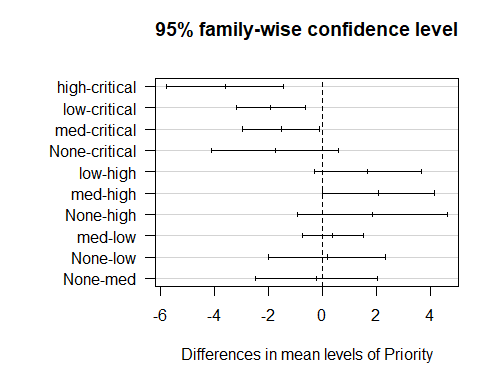 95% family-wise confidence level
high-critical
low-critical
med-critical
None-critical
low-high
med-high
None-high
med-low
None-low
None-med
-6 -4 -2 0 2 4
Differences in mean levels of Priority